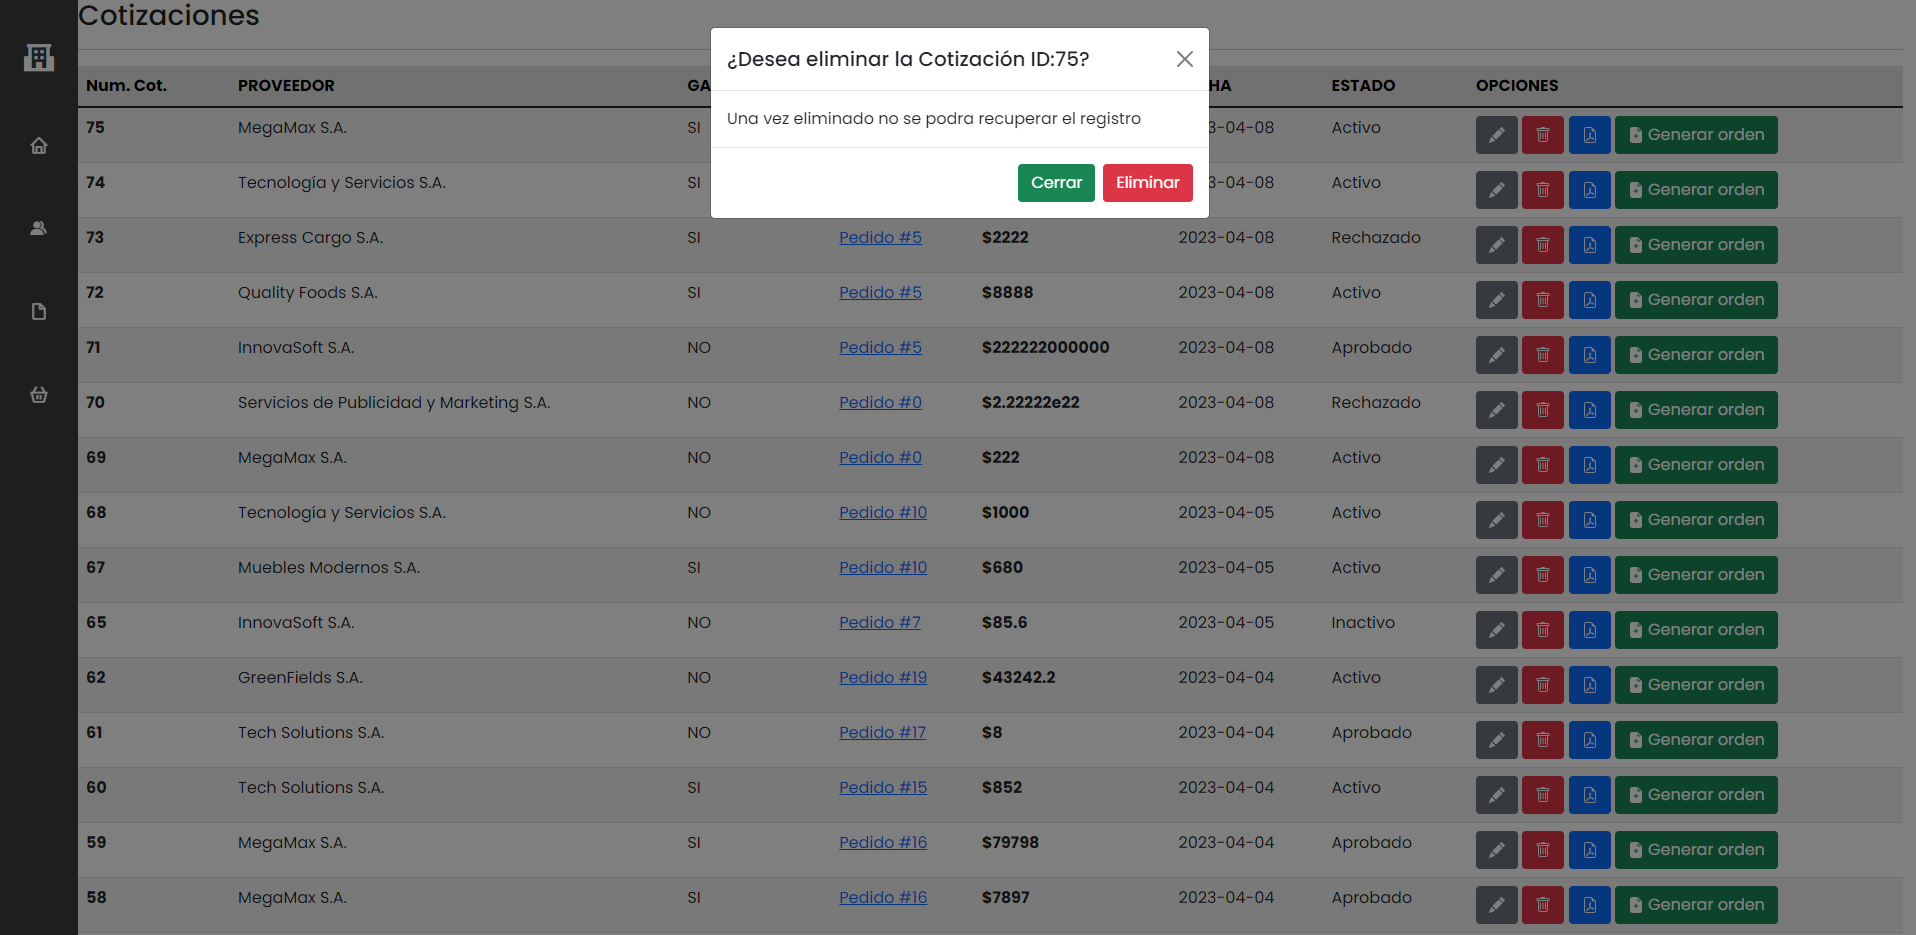 Cotizaciones
¿Desea eliminar la Cotización ID:75?
Una vez eliminado no se podra recuperar el registro
Cerrar Eliminar
Num. Cot. PROVEEDOR GA HA ESTADO OPCIONES
75 MegaMax S.A. SI 3-04-08 Activo Generar orden
74 Tecnología y Servicios S.A. SI 3-04-08 Activo Generar orden
73 Express Cargo S.A. SI Pedido #5 $2222 2023-04-08 Rechazado Generar orden
72 Quality Foods S.A. SI Pedido #5 $8888 2023-04-08 Activo Generar orden
71 InnovaSoft S.A. NO Pedido #5 $222222000000 2023-04-08 Aprobado Generar orden
70 Servicios de Publicidad y Marketing S.A. NO Pedido #0 $2.22222e22 2023-04-08 Rechazado Generar orden
69 MegaMax S.A. NO Pedido #0 $222 2023-04-08 Activo Generar orden
68 Tecnología y Servicios S.A. NO Pedido #10 $1000 2023-04-05 Activo Generar orden
67 Muebles Modernos S.A. SI Pedido #10 $680 2023-04-05 Activo Generar orden
65 InnovaSoft S.A. NO Pedido #7 $85.6 2023-04-05 Inactivo Generar orden
62 GreenFields S.A. NO Pedido #19 $43242.2 2023-04-04 Activo Generar orden
61 Tech Solutions S.A. NO Pedido #17 $8 2023-04-04 Aprobado Generar orden
60 Tech Solutions S.A. SI Pedido #15 $852 2023-04-04 Activo Generar orden
59 MegaMax S.A. SI Pedido #16 $79798 2023-04-04 Aprobado Generar orden
58 MegaMax S.A. SI Pedido #16 $7897 2023-04-04 Aprobado Generar orden